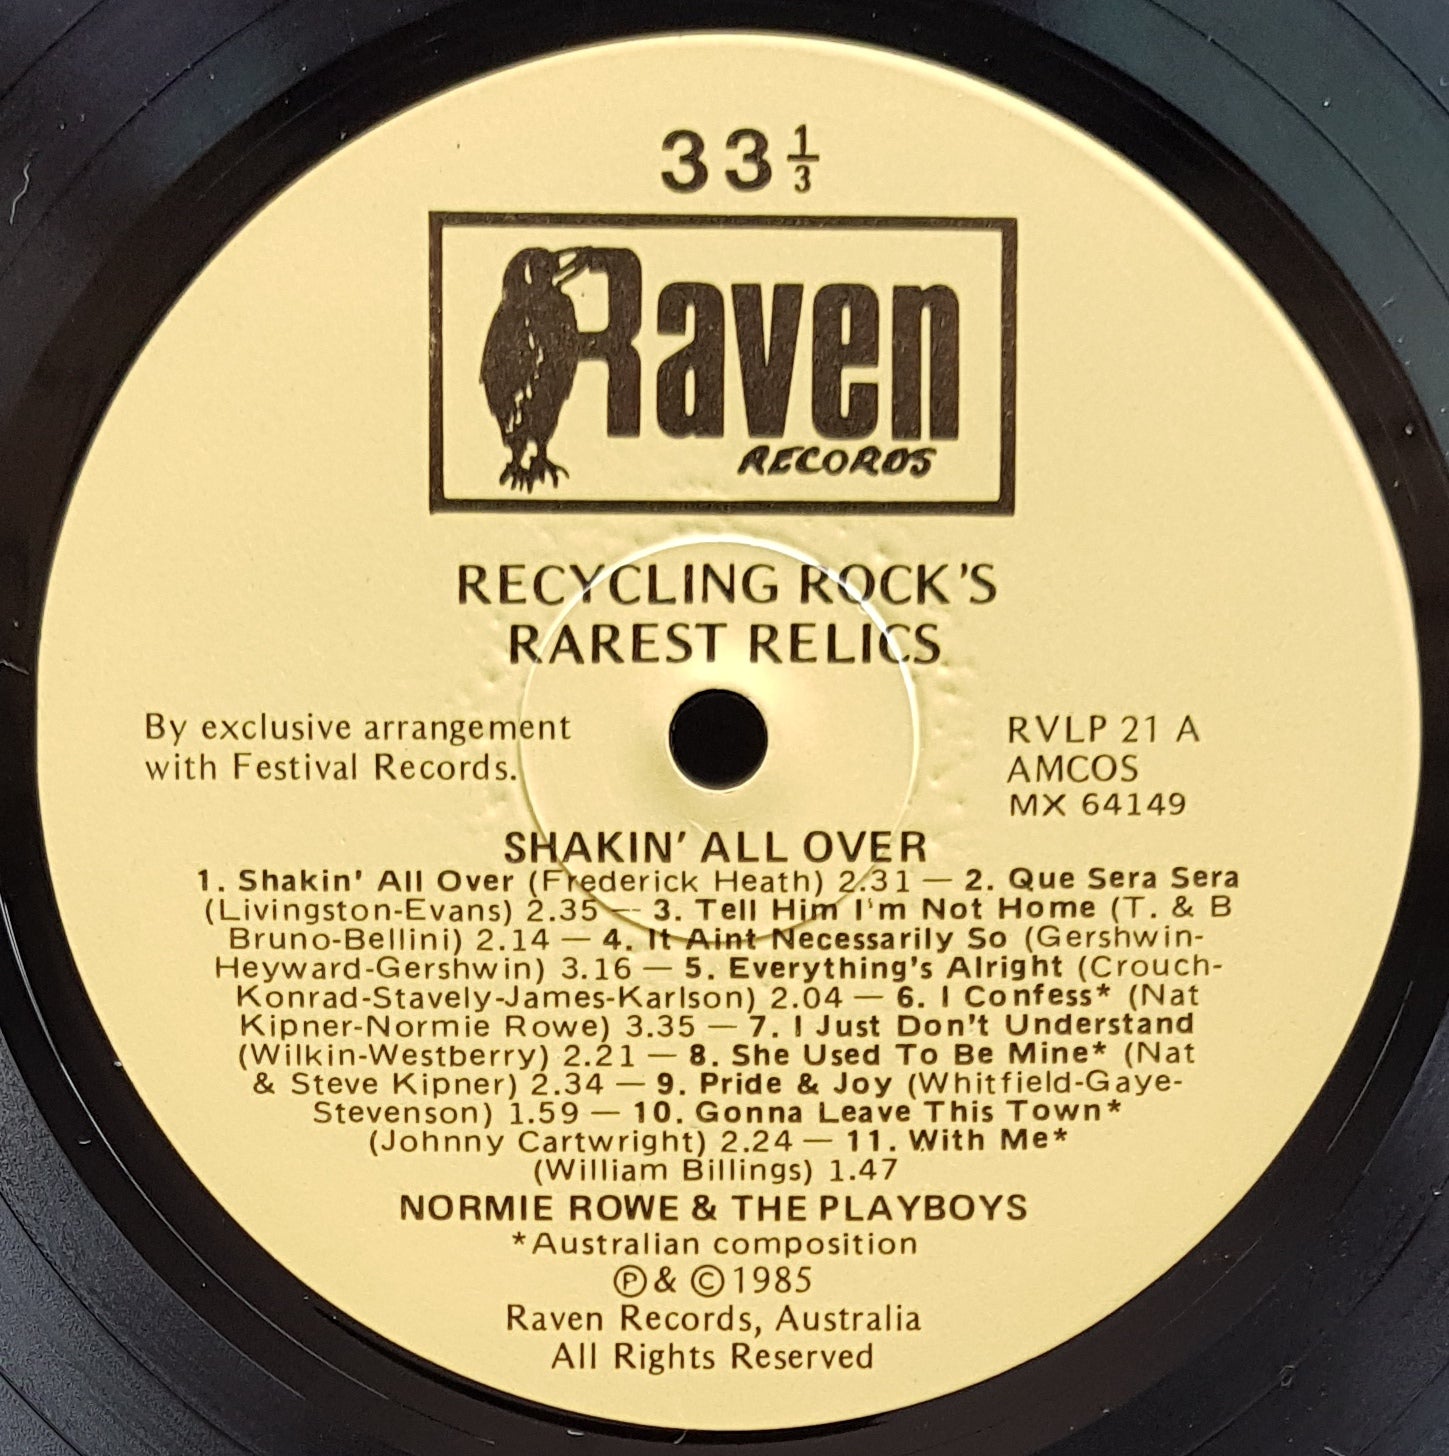 33 1/3
Raven
RECORDS
RECYCLING ROCK'S
RAREST RELICS
By exclusive arrangement
with Festival Records.
RVLP 21 A
AMCOS
MX 64149
SHAKIN' ALL OVER
1. Shakin' All Over (Frederick Heath) 2.31 — 2. Que Sera Sera
(Livingston-Evans) 2.35 — 3. Tell Him I'm Not Home (T. & B
Bruno-Bellini) 2.14 — 4. It Aint Necessarily So (Gershwin-
Heyward-Gershwin) 3.16 — 5. Everything's Alright (Crouch-
Konrad-Stavely-James-Karlson) 2.04 — 6. I Confess* (Nat
Kipner-Normie Rowe) 3.35 — 7. I Just Don't Understand
(Wilkin-Westberry) 2.21 — 8. She Used To Be Mine* (Nat
& Steve Kipner) 2.34 — 9. Pride & Joy (Whitfield-Gaye-
Stevenson) 1.59 — 10. Gonna Leave This Town*
(Johnny Cartwright) 2.24 — 11. With Me*
(William Billings) 1.47
NORMIE ROWE & THE PLAYBOYS
*Australian composition
Ⓟ & © 1985
Raven Records, Australia
All Rights Reserved